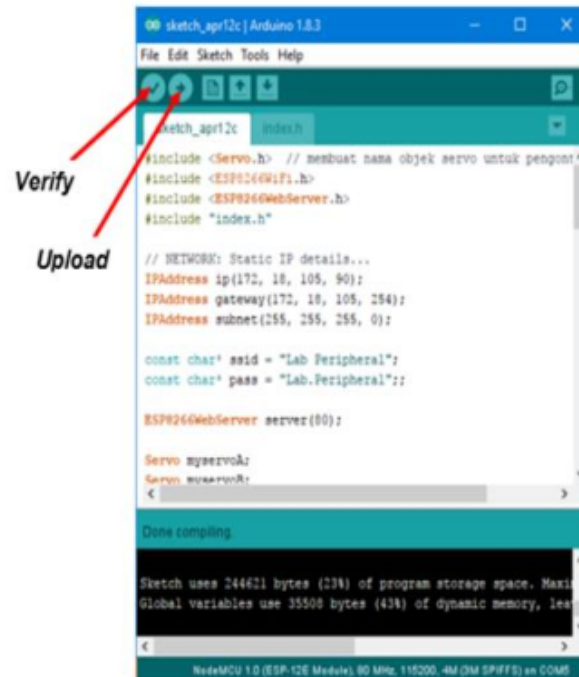 sketch_apr12c | Arduino 1.8.3
File Edit Sketch Tools Help
sketch_apr12c index.h
Verify
Upload
#include <Servo.h> // membuat nama objek servo untuk pengont
#include <ESP8266WiFi.h>
#include <ESP8266WebServer.h>
#include "index.h"
// NETWORK: Static IP details...
IPAddress ip(172, 18, 105, 90);
IPAddress gateway(172, 18, 105, 254);
IPAddress subnet(255, 255, 255, 0);
const char* ssid = "Lab Peripheral";
const char* pass = "Lab.Peripheral";;
ESP8266WebServer server(80);
Servo myservoA;
Servo myservoB;
Done compiling.
Sketch uses 244621 bytes (23%) of program storage space. Maxi
Global variables use 35508 bytes (43%) of dynamic memory, lea
NodeMCU 1.0 (ESP-12E Module), 80 MHz, 115200, 4M (3M SPIFFS) on COM5